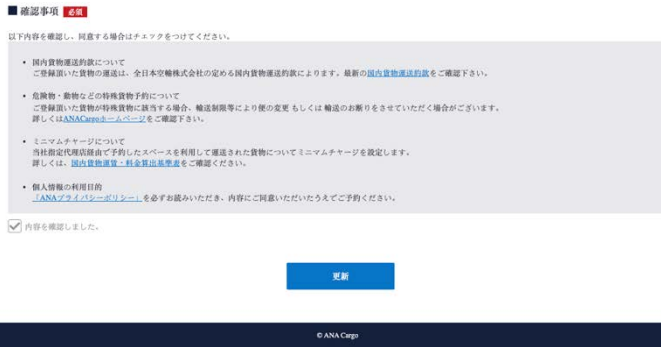 ■ 確認事項 必須
以下内容を確認し、同意する場合はチェックをつけてください。
• 国内貨物運送約款について
ご登録頂いた貨物の運送は、全日本空輸株式会社の定める国内貨物運送約款によります。最新の国内貨物運送約款をご確認下さい。
• 危険物・動物などの特殊貨物予約について
ご登録頂いた貨物が特殊貨物に該当する場合、輸送制限等により便の変更 もしくは 輸送のお断りをさせていただく場合がございます。
詳しくはANACargoホームページをご確認下さい。
• ミニマムチャージについて
当社指定代理店経由で予約したスペースを利用して運送された貨物についてミニマムチャージを設定します。
詳しくは、国内貨物運賃・料金算出基準表をご確認ください。
• 個人情報の利用目的
「ANAプライバシーポリシー」を必ずお読みいただき、内容にご同意いただいたうえでご予約ください。
内容を確認しました。
更新
© ANA Cargo